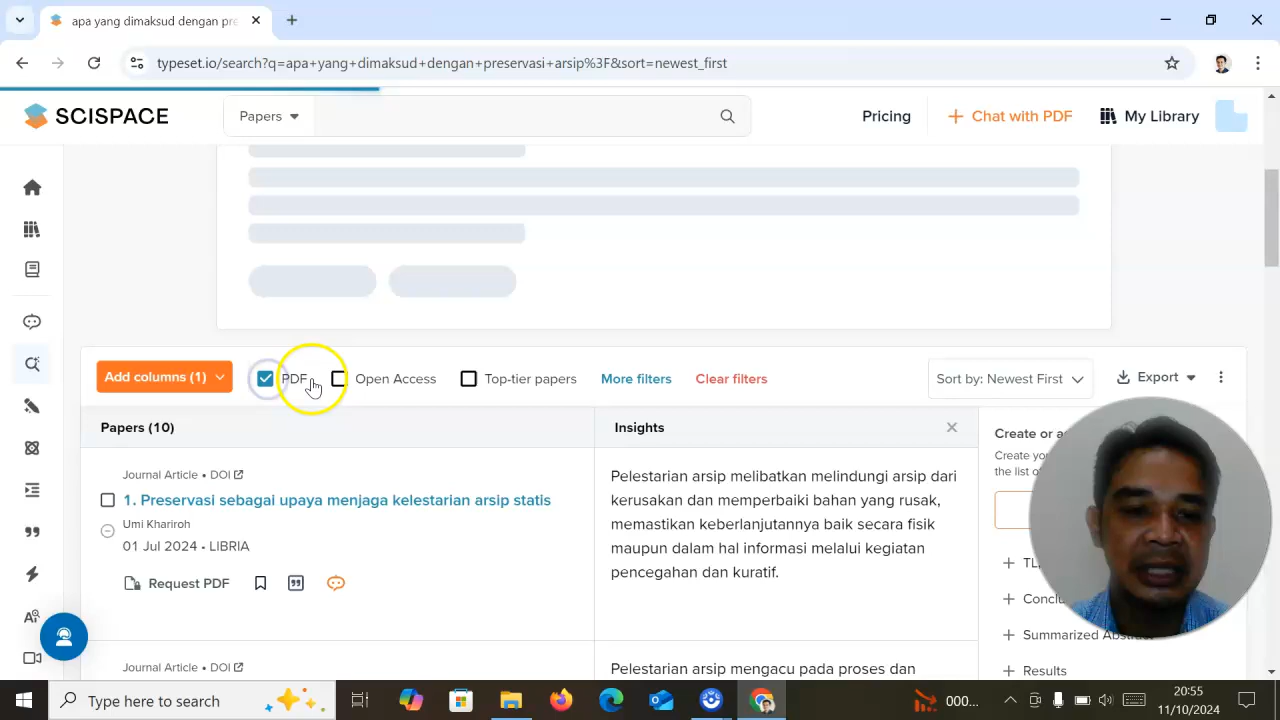 apa yang dimaksud dengan pre
typeset.io/search?q=apa+yang+dimaksud+dengan+preservasi+arsip%3F&sort=newest_first
SCISPACE
Papers
Pricing
Chat with PDF
My Library
Add columns (1)
PDF
Open Access
Top-tier papers
More filters
Clear filters
Sort by: Newest First
Export
Papers (10)
Insights
Create or a
Create you
the list of
Journal Article • DOI
1. Preservasi sebagai upaya menjaga kelestarian arsip statis
Umi Khariroh
01 Jul 2024 • LIBRIA
Request PDF
Pelestarian arsip melibatkan melindungi arsip dari
kerusakan dan memperbaiki bahan yang rusak,
memastikan keberlanjutannya baik secara fisik
maupun dalam hal informasi melalui kegiatan
pencegahan dan kuratif.
TL,
Conclu
Summarized Abstract
Results
Journal Article • DOI
Pelestarian arsip mengacu pada proses dan
Type here to search
000...
20:55
11/10/2024